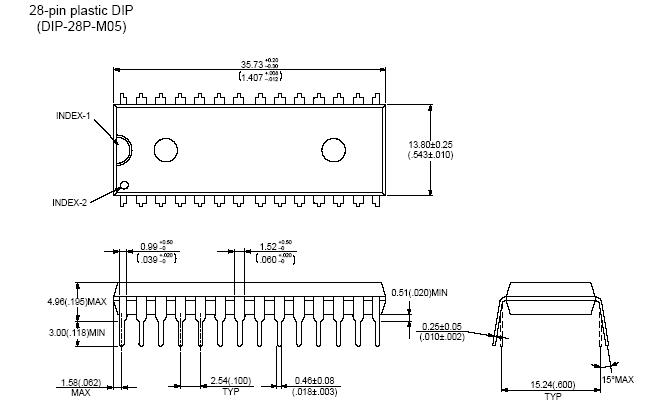 28-pin plastic DIP
(DIP-28P-M05)
35.73 +0.20 -0.30
(1.407 +.008 -.012)
INDEX-1
13.80±0.25
(.543±.010)
INDEX-2
0.99 +0.50 -0
(.039 +.020 -0)
1.52 +0.50 -0
(.060 +.020 -0)
4.96(.195)MAX
0.51(.020)MIN
3.00(.118)MIN
0.25±0.05
(.010±.002)
1.58(.062)
MAX
2.54(.100)
TYP
0.46±0.08
(.018±.003)
15.24(.600)
TYP
15°MAX